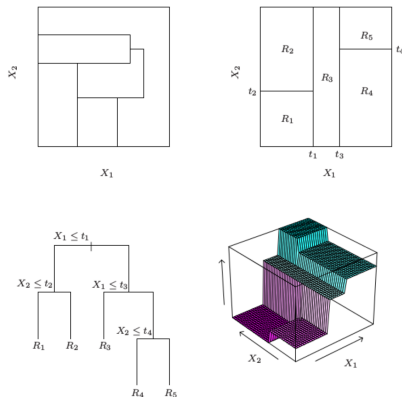 X₂
X₁
R₂
R₅
t₄
X₂
R₃
t₂
R₄
R₁
t₁
t₃
X₁
X₁ ≤ t₁
X₂ ≤ t₂
X₁ ≤ t₃
X₂ ≤ t₄
R₁
R₂
R₃
R₄
R₅
X₂
X₁